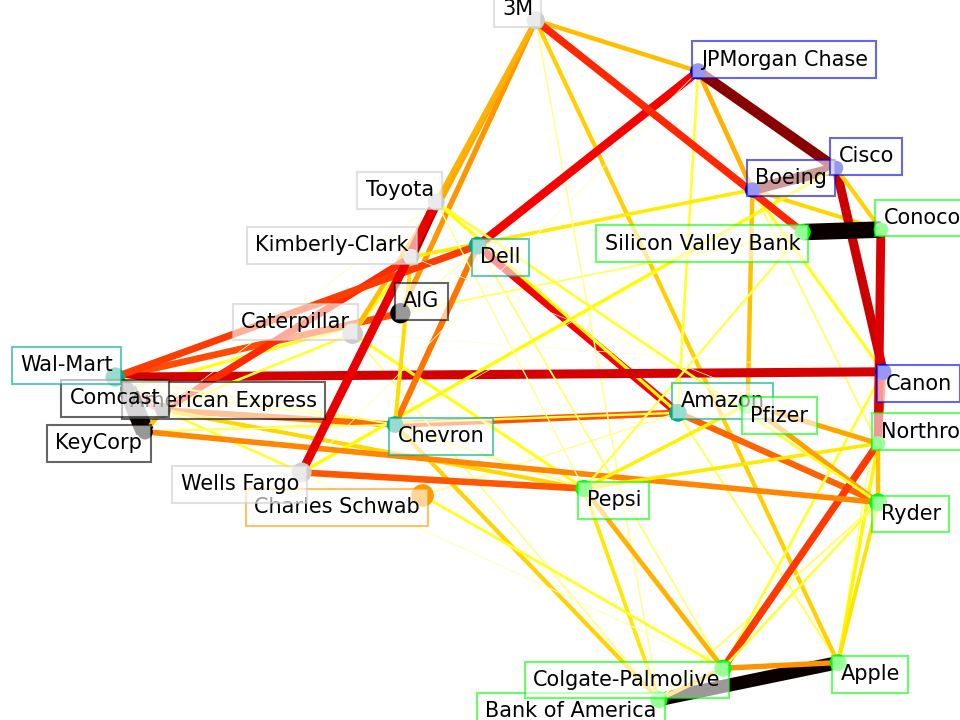 3M
JPMorgan Chase
Cisco
Boeing
Toyota
Conoco
Silicon Valley Bank
Kimberly-Clark
Dell
AIG
Caterpillar
Wal-Mart
Canon
Comcast
American Express
Amazon
Pfizer
Chevron
Northro
KeyCorp
Wells Fargo
Charles Schwab
Pepsi
Ryder
Colgate-Palmolive
Apple
Bank of America